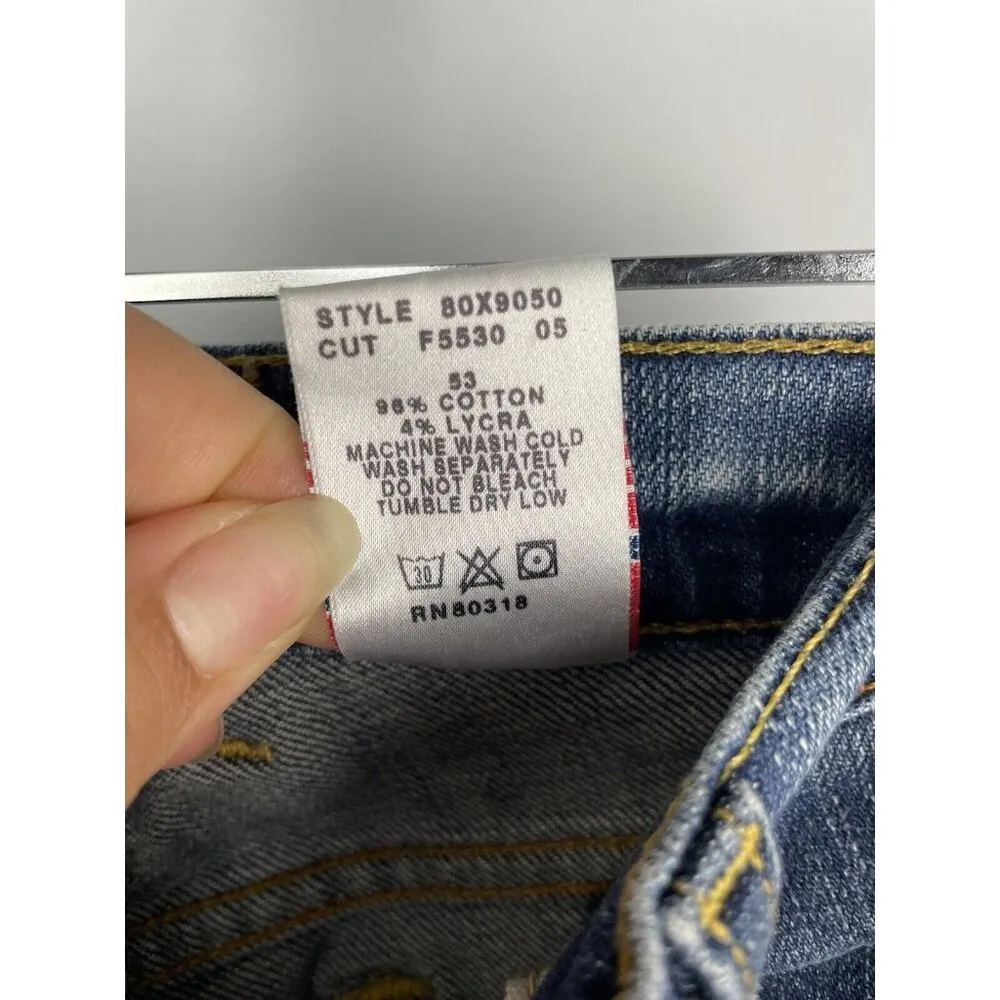 STYLE 80X9050
CUT F5530 05
53
96% COTTON
4% LYCRA
MACHINE WASH COLD
WASH SEPARATELY
DO NOT BLEACH
TUMBLE DRY LOW
30
RN80318